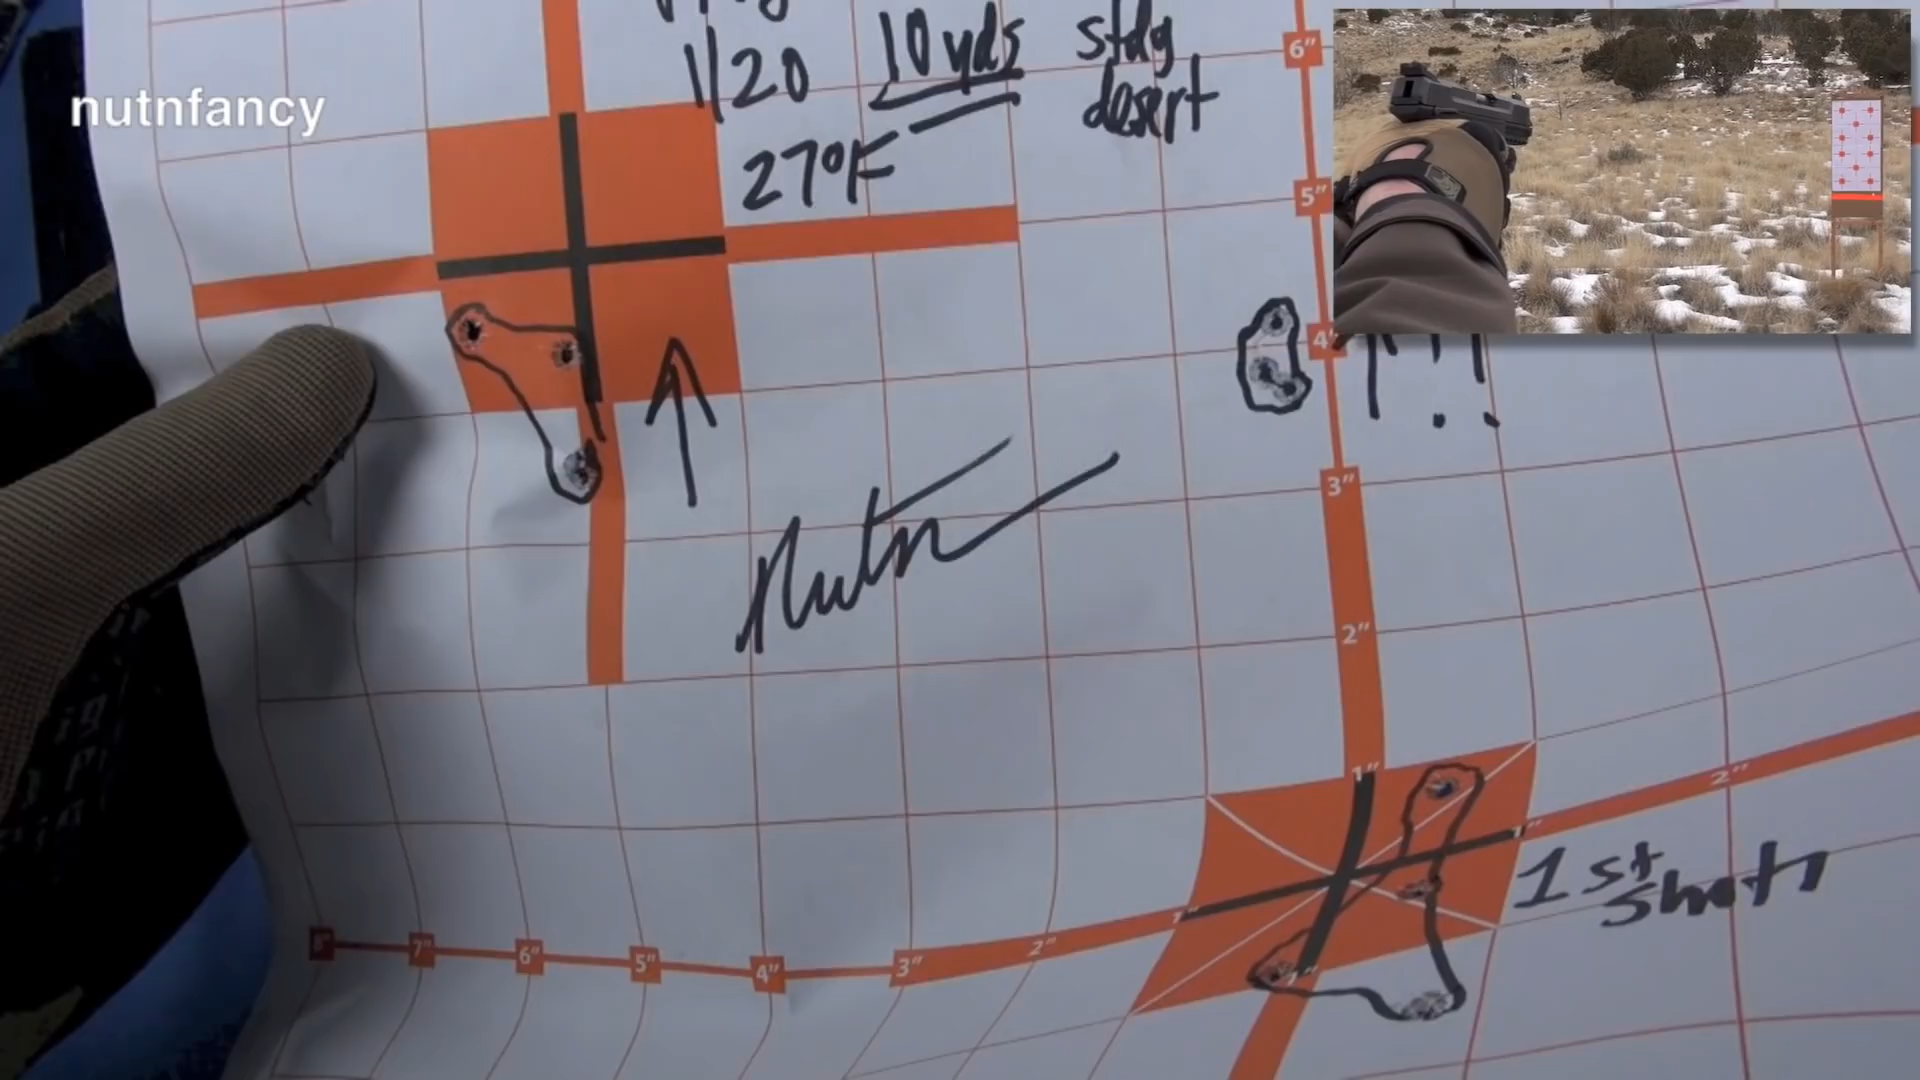 nutnfancy
1/20 10 yds stdg
desert
27°F
6"
5"
4"
!!
3"
2"
1"
Nutn
1"
1"
1"
2"
1st
shots
8"
7"
6"
5"
4"
3"
2"